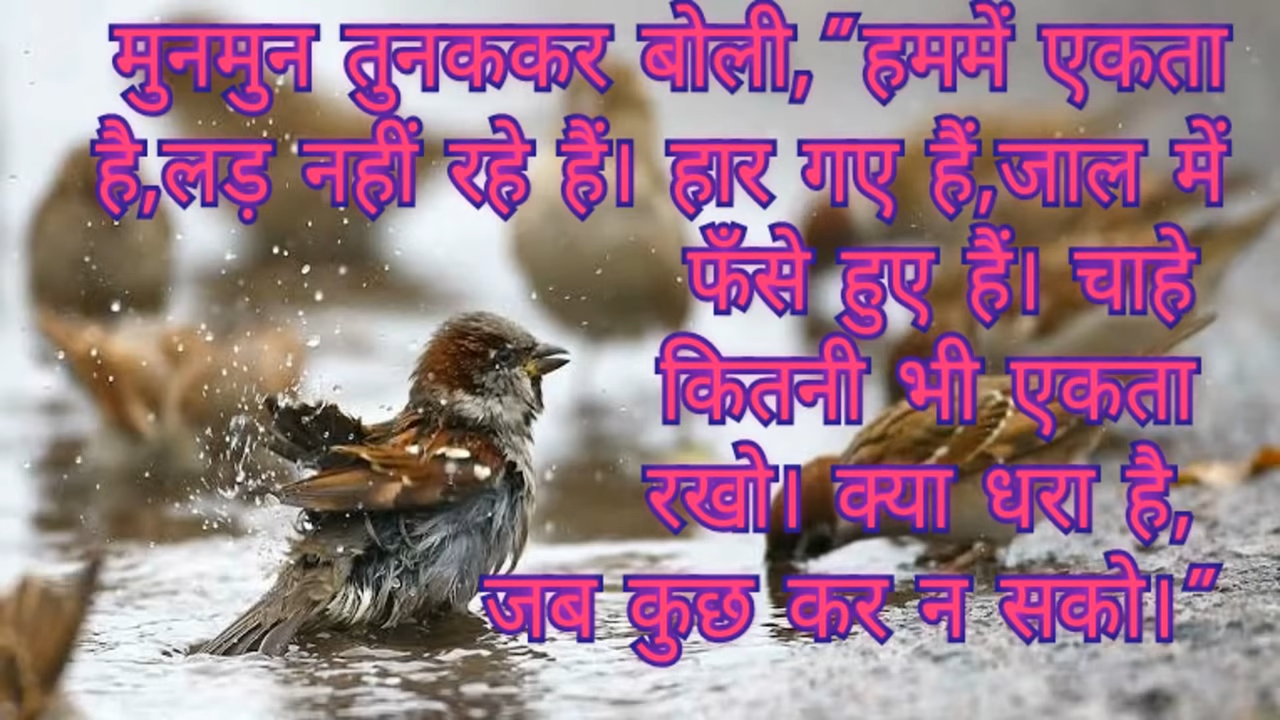 मुनमुन तुनककर बोली,”हममें एकता
है,लड़ नहीं रहे हैं। हार गए हैं,जाल में
फँसे हुए हैं। चाहे
कितनी भी एकता
रखो। क्या धरा है,
जब कुछ कर न सको।”